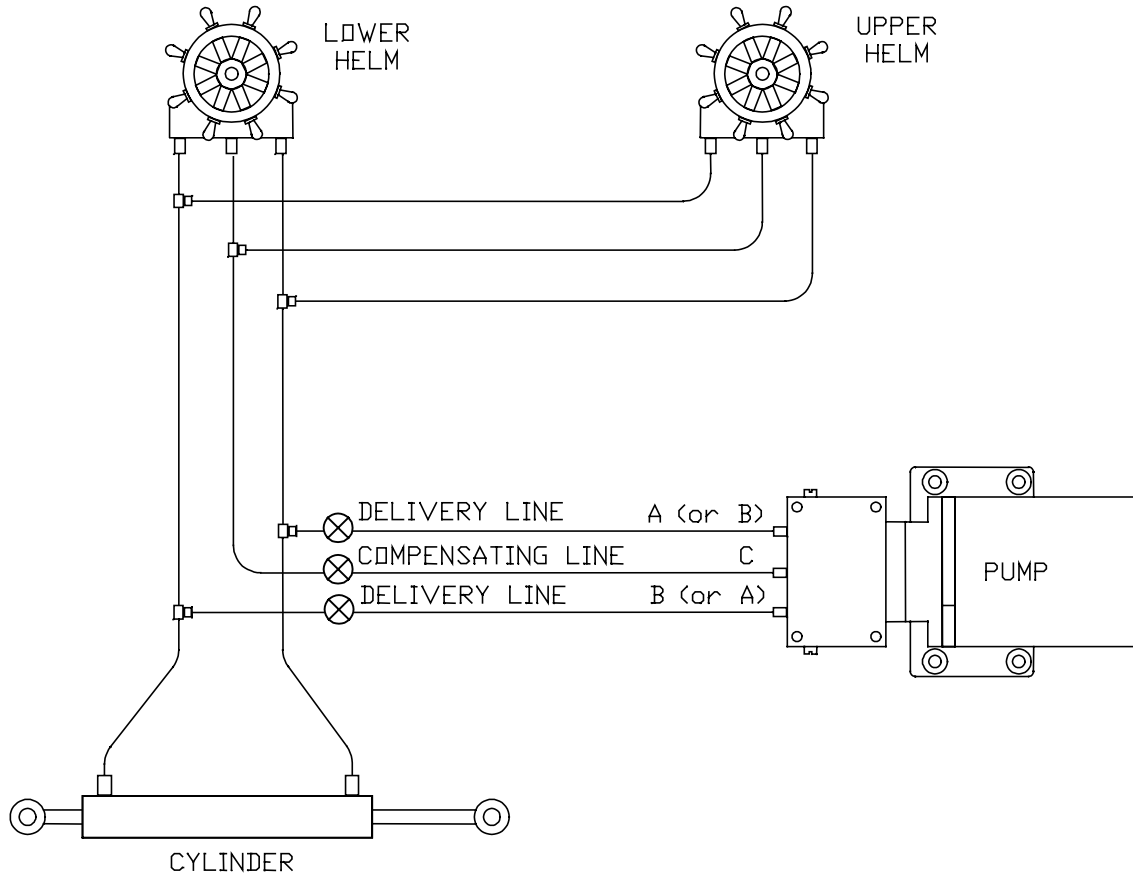 LOWER
HELM
UPPER
HELM
DELIVERY LINE A (or B)
COMPENSATING LINE C
DELIVERY LINE B (or A)
PUMP
CYLINDER